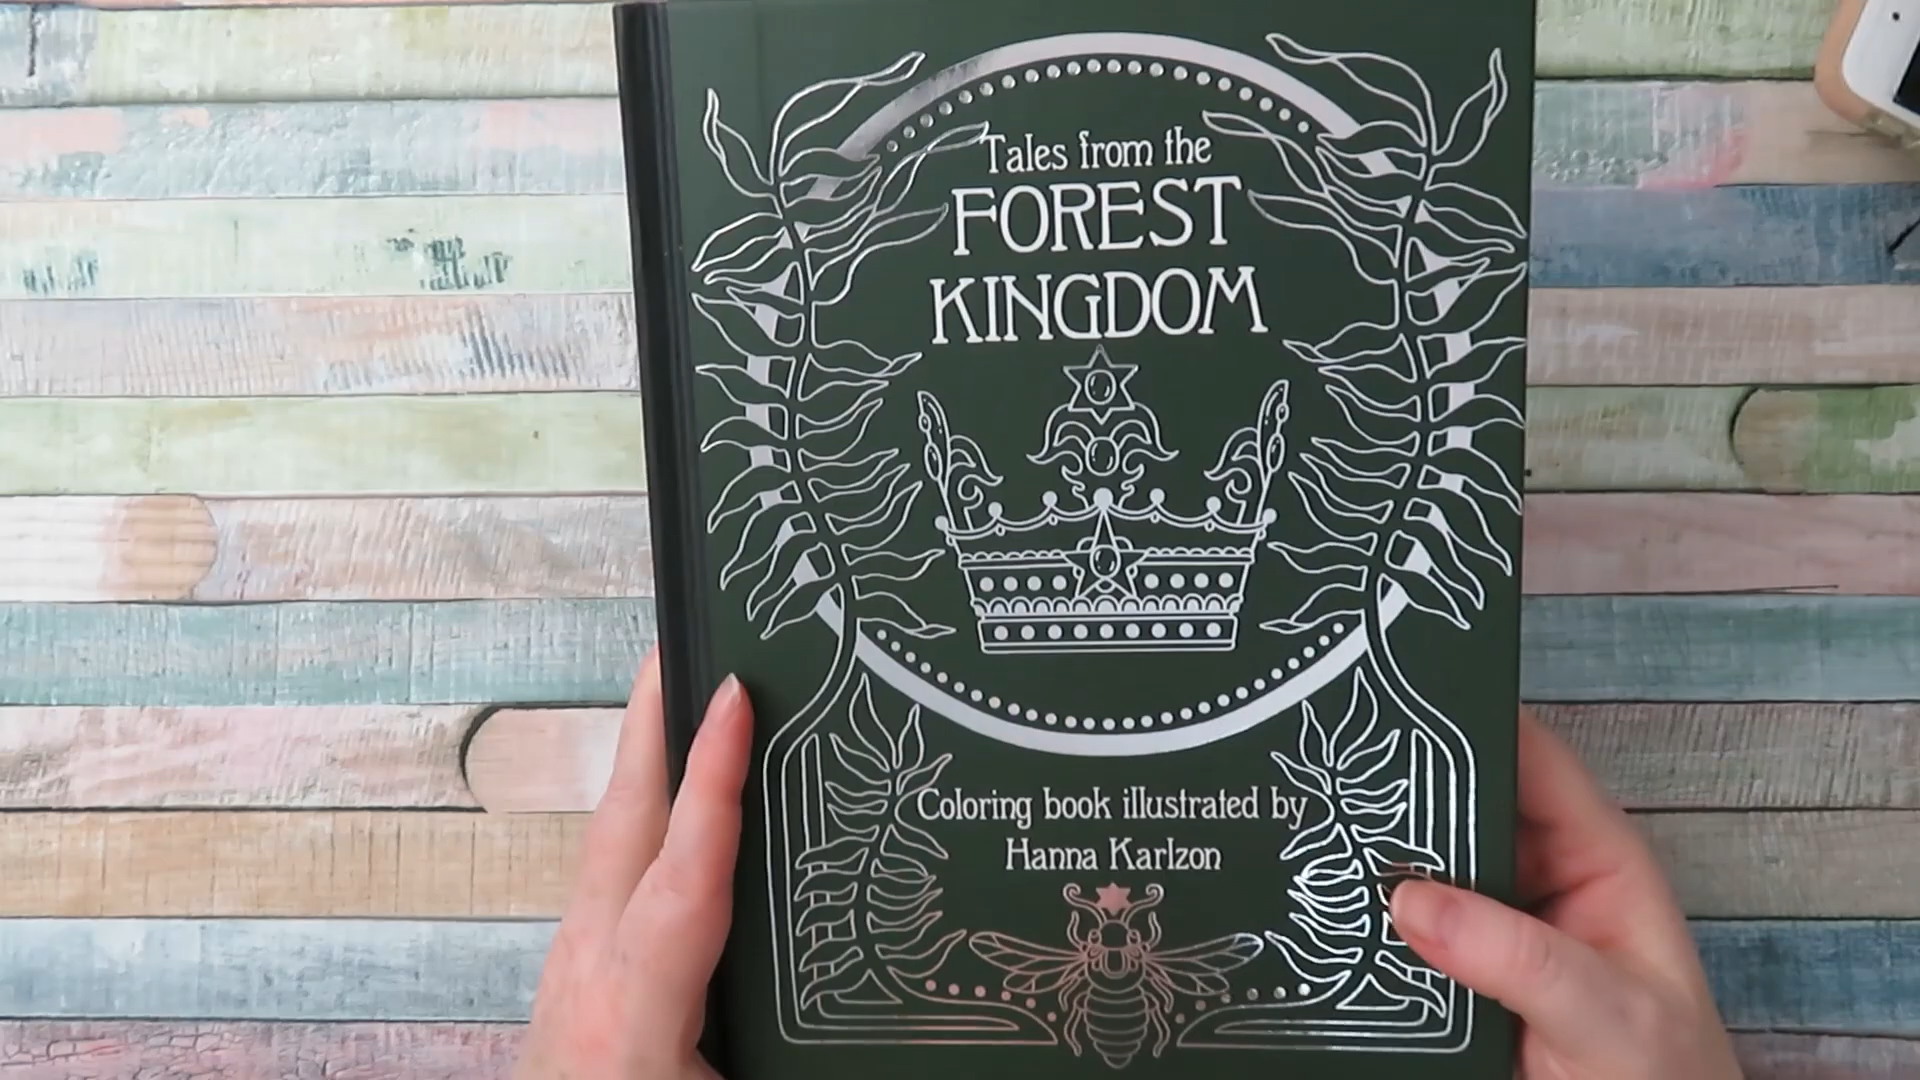 Tales from the
FOREST
KINGDOM
Coloring book illustrated by
Hanna Karlzon